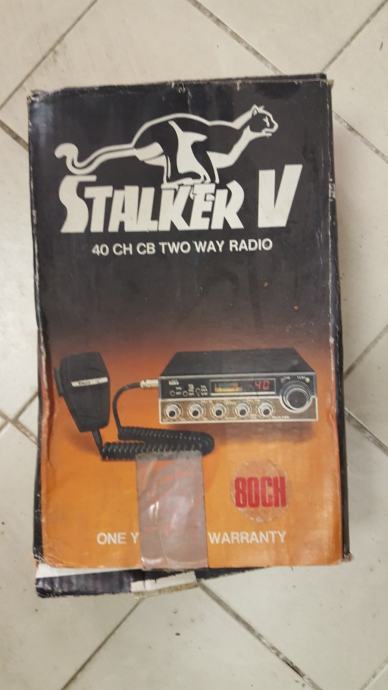 STALKER V
40 CH CB TWO WAY RADIO
40
80CH
ONE Y WARRANTY